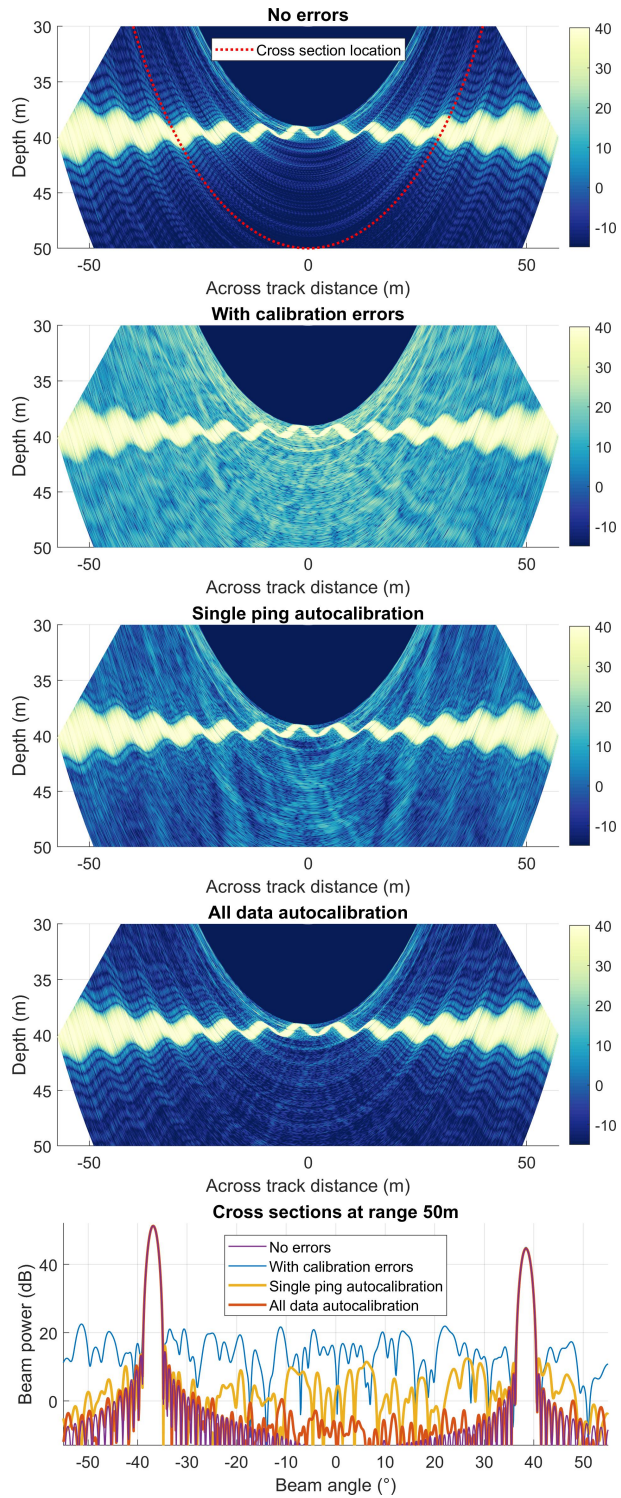 No errors
Cross section location
Depth (m)
30
35
40
45
50
-50
0
50
Across track distance (m)
40
30
20
10
0
-10
With calibration errors
Depth (m)
30
35
40
45
50
-50
0
50
Across track distance (m)
40
30
20
10
0
-10
Single ping autocalibration
Depth (m)
30
35
40
45
50
-50
0
50
Across track distance (m)
40
30
20
10
0
-10
All data autocalibration
Depth (m)
30
35
40
45
50
-50
0
50
Across track distance (m)
40
30
20
10
0
-10
Cross sections at range 50m
No errors
With calibration errors
Single ping autocalibration
All data autocalibration
Beam power (dB)
40
20
0
-50 -40 -30 -20 -10 0 10 20 30 40 50
Beam angle (°)